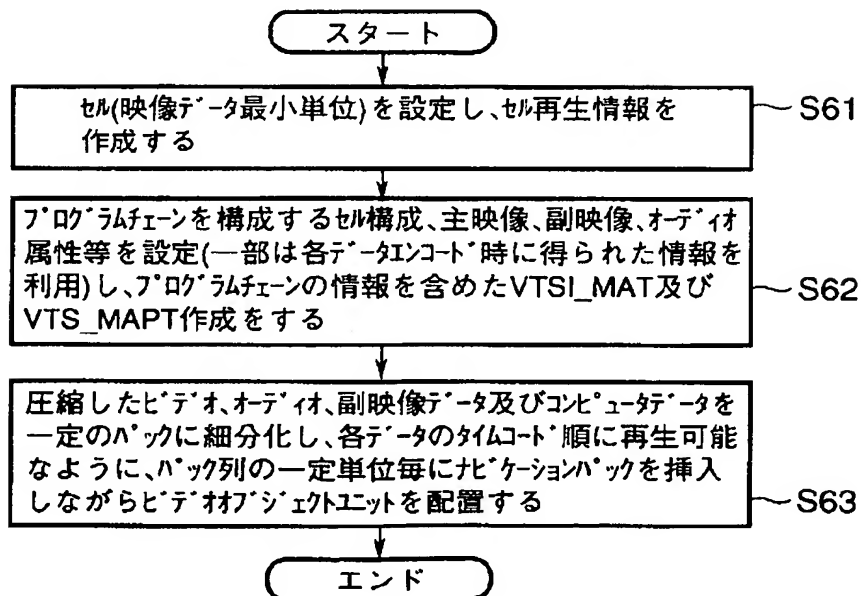 スタート
セル(映像データ最小単位)を設定し、セル再生情報を
作成する
S61
プログラムチェーンを構成するセル構成、主映像、副映像、オーディオ
属性等を設定(一部は各データエンコード時に得られた情報を
利用)し、プログラムチェーンの情報を含めたVTSI_MAT及び
VTS_MAPT作成をする
S62
圧縮したビデオ、オーディオ、副映像データ及びコンピュータデータを
一定のパックに細分化し、各データのタイムコード順に再生可能
なように、パック列の一定単位毎にナビゲーションパックを挿入
しながらビデオオブジェクトユニットを配置する
S63
エンド